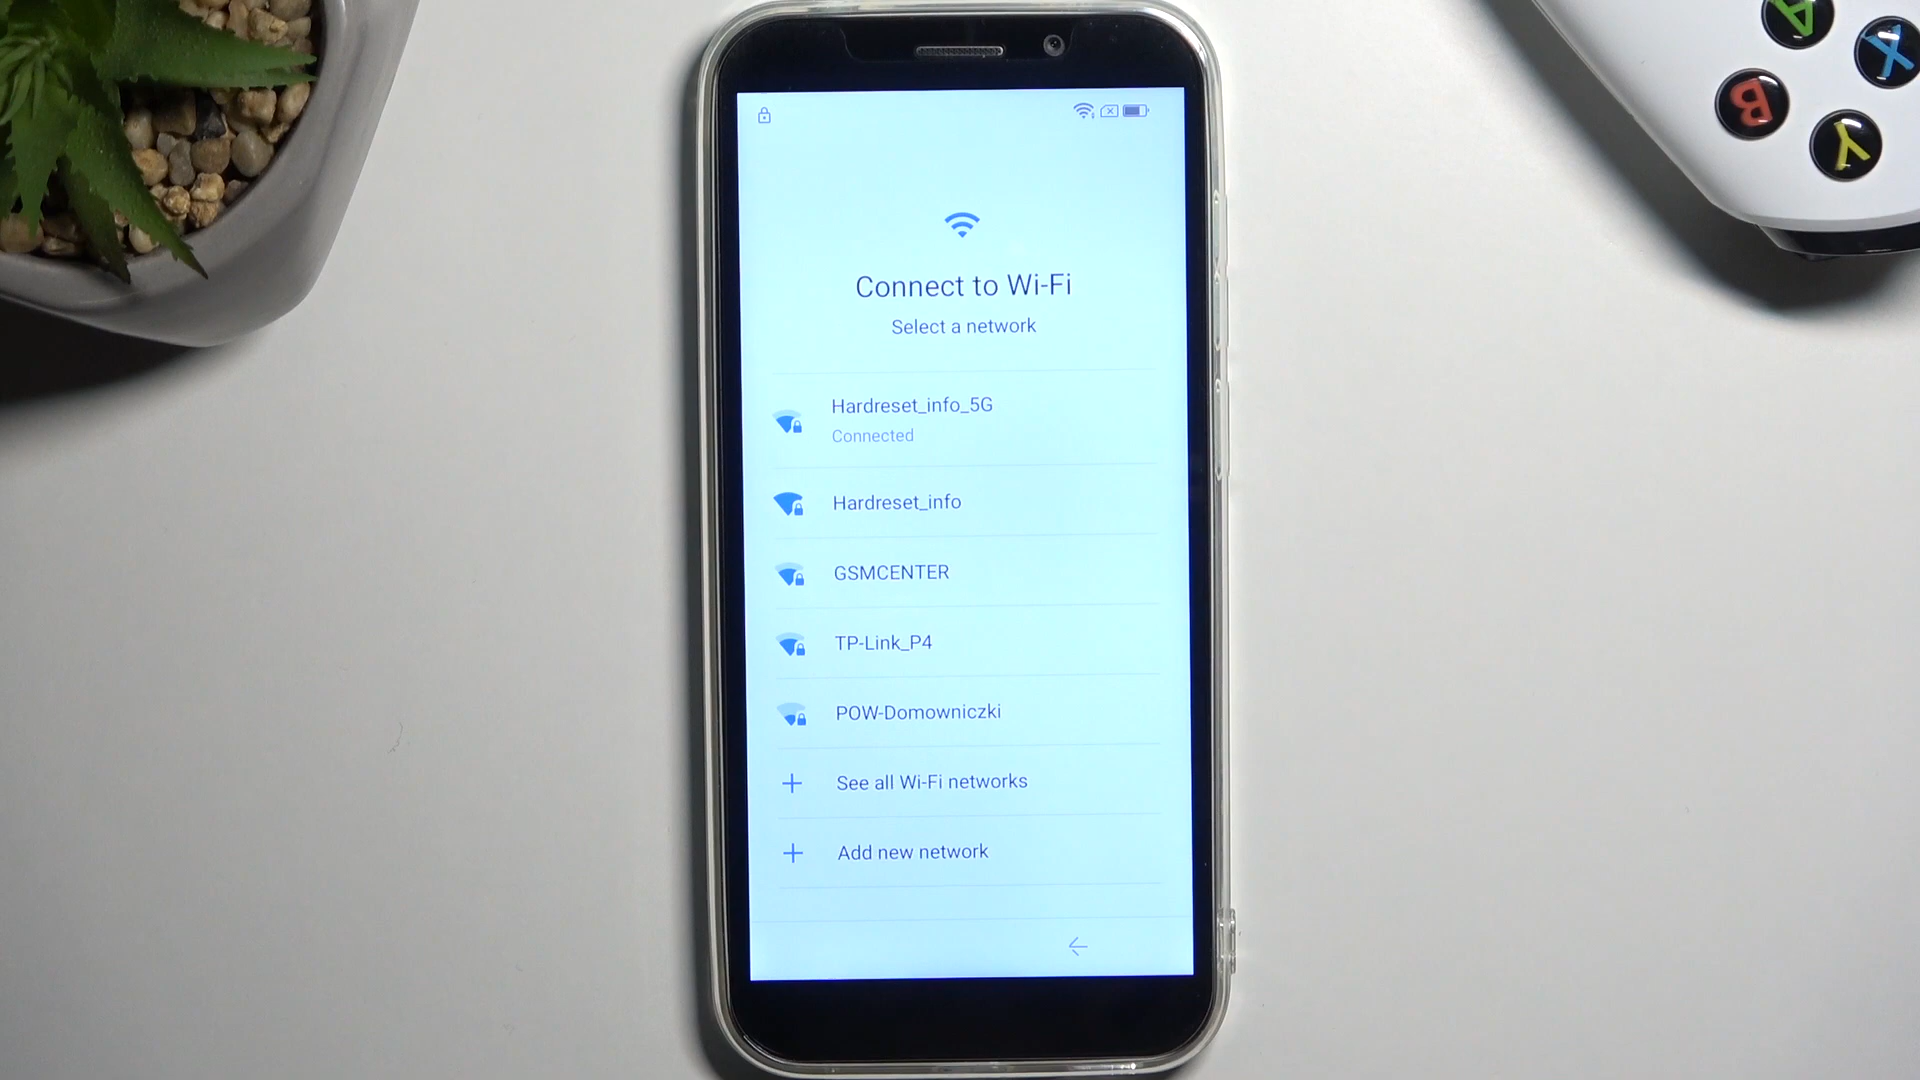 A
X
B
Y
Connect to Wi-Fi
Select a network
Hardreset_info_5G
Connected
Hardreset_info
GSMCENTER
TP-Link_P4
POW-Domowniczki
+ See all Wi-Fi networks
+ Add new network